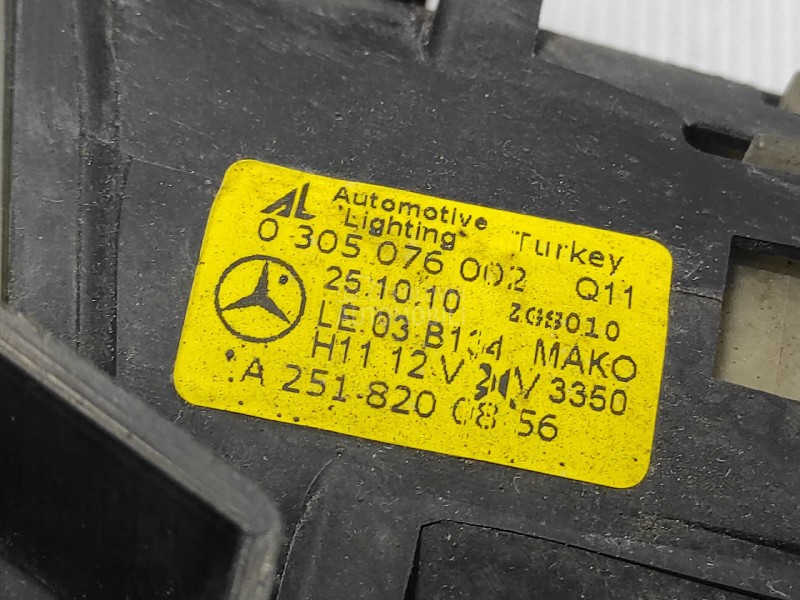 AL Automotive Lighting Turkey
0 305 076 002 Q11
25.10.10
LE 03 B134 MAKO
H11 12 V V 3350
A 251 820 08 56